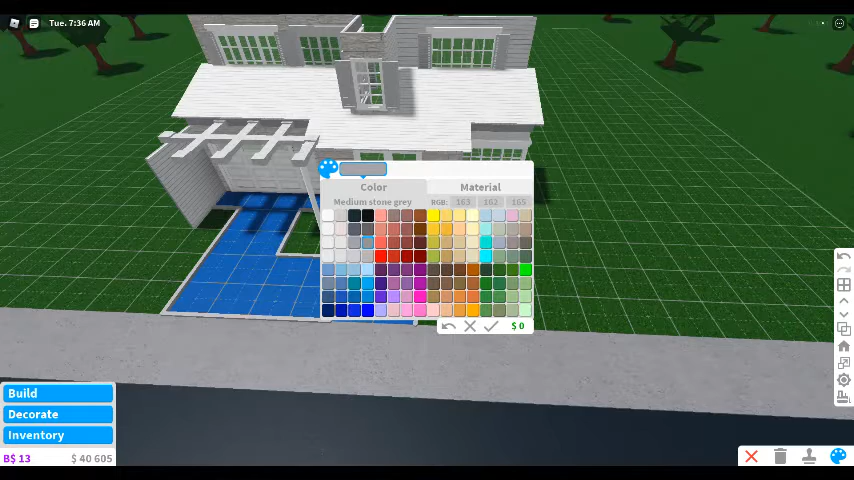 Tue. 7:36 AM
Color
Material
Medium stone grey
RGB: 163 162 165
$ 0
Build
Decorate
Inventory
B$ 13
$ 40 605